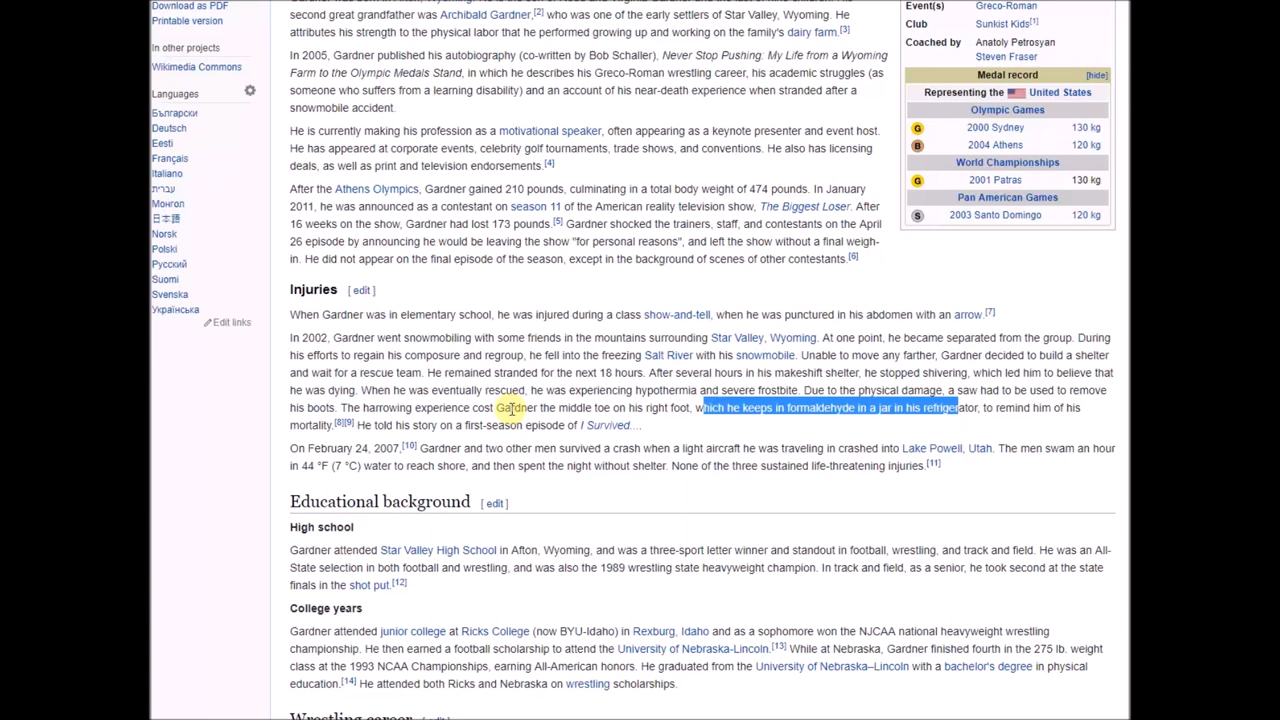 Download as PDF
Printable version
In other projects
Wikimedia Commons
Languages
Български
Deutsch
Eesti
Français
Italiano
עברית
Монгол
日本語
Norsk
Polski
Русский
Suomi
Svenska
Українська
Edit links
second great grandfather was Archibald Gardner,[2] who was one of the early settlers of Star Valley, Wyoming. He
attributes his strength to the physical labor that he performed growing up and working on the family's dairy farm.[3]
In 2005, Gardner published his autobiography (co-written by Bob Schaller), Never Stop Pushing: My Life from a Wyoming
Farm to the Olympic Medals Stand, in which he describes his Greco-Roman wrestling career, his academic struggles (as
someone who suffers from a learning disability) and an account of his near-death experience when stranded after a
snowmobile accident.
He is currently making his profession as a motivational speaker, often appearing as a keynote presenter and event host.
He has appeared at corporate events, celebrity golf tournaments, trade shows, and conventions. He also has licensing
deals, as well as print and television endorsements.[4]
After the Athens Olympics, Gardner gained 210 pounds, culminating in a total body weight of 474 pounds. In January
2011, he was announced as a contestant on season 11 of the American reality television show, The Biggest Loser. After
16 weeks on the show, Gardner had lost 173 pounds.[5] Gardner shocked the trainers, staff, and contestants on the April
26 episode by announcing he would be leaving the show "for personal reasons", and left the show without a final weigh-
in. He did not appear on the final episode of the season, except in the background of scenes of other contestants.[6]
Event(s) Greco-Roman
Club Sunkist Kids[1]
Coached by Anatoly Petrosyan
Steven Fraser
Medal record [hide]
Representing the United States
Olympic Games
G 2000 Sydney 130 kg
B 2004 Athens 120 kg
World Championships
G 2001 Patras 130 kg
Pan American Games
S 2003 Santo Domingo 120 kg
Injuries [ edit ]
When Gardner was in elementary school, he was injured during a class show-and-tell, when he was punctured in his abdomen with an arrow.[7]
In 2002, Gardner went snowmobiling with some friends in the mountains surrounding Star Valley, Wyoming. At one point, he became separated from the group. During
his efforts to regain his composure and regroup, he fell into the freezing Salt River with his snowmobile. Unable to move any farther, Gardner decided to build a shelter
and wait for a rescue team. He remained stranded for the next 18 hours. After several hours in his makeshift shelter, he stopped shivering, which led him to believe that
he was dying. When he was eventually rescued, he was experiencing hypothermia and severe frostbite. Due to the physical damage, a saw had to be used to remove
his boots. The harrowing experience cost Gardner the middle toe on his right foot, which he keeps in formaldehyde in a jar in his refrigerator, to remind him of his
mortality.[8][9] He told his story on a first-season episode of I Survived....
On February 24, 2007,[10] Gardner and two other men survived a crash when a light aircraft he was traveling in crashed into Lake Powell, Utah. The men swam an hour
in 44 °F (7 °C) water to reach shore, and then spent the night without shelter. None of the three sustained life-threatening injuries.[11]
Educational background [ edit ]
High school
Gardner attended Star Valley High School in Afton, Wyoming, and was a three-sport letter winner and standout in football, wrestling, and track and field. He was an All-
State selection in both football and wrestling, and was also the 1989 wrestling state heavyweight champion. In track and field, as a senior, he took second at the state
finals in the shot put.[12]
College years
Gardner attended junior college at Ricks College (now BYU-Idaho) in Rexburg, Idaho and as a sophomore won the NJCAA national heavyweight wrestling
championship. He then earned a football scholarship to attend the University of Nebraska-Lincoln.[13] While at Nebraska, Gardner finished fourth in the 275 lb. weight
class at the 1993 NCAA Championships, earning All-American honors. He graduated from the University of Nebraska–Lincoln with a bachelor's degree in physical
education.[14] He attended both Ricks and Nebraska on wrestling scholarships.
Wrestling career